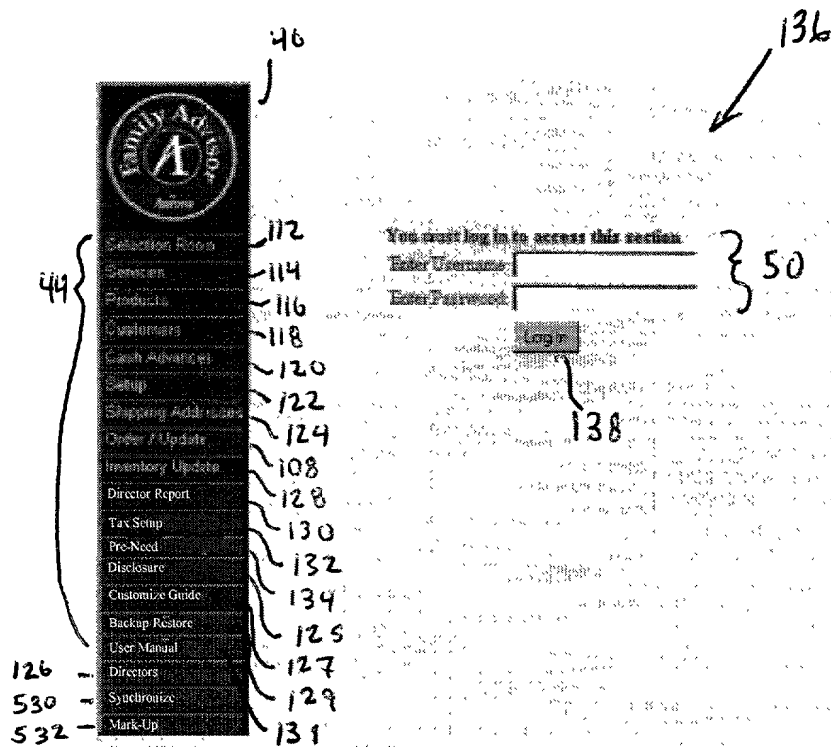 40
136
Family Advisor
A
Selection Room
112
You must log in to access this section
Services
114
Enter Username:
50
44
Products
116
Enter Password:
Customers
118
Login
Cash Advances
120
Setup
122
138
Shipping Addresses
124
Order / Update
108
Inventory Update
128
Director Report
130
Tax Setup
132
Pre-Need
134
Disclosure
125
Customize Guide
127
Backup Restore
129
User Manual
131
126
Directors
530
Synchronize
532
Mark-Up